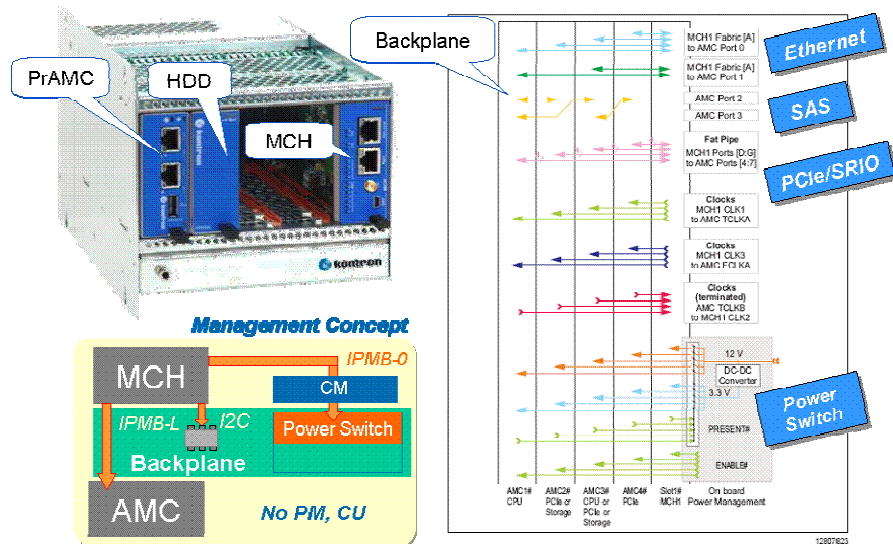 PrAMC
HDD
MCH
kontron
Backplane
MCH1 Fabric [A]
to AMC Port 0
MCH1 Fabric [A]
to AMC Port 1
AMC Port 2
AMC Port 3
Fat Pipe
MCH1 Ports [D:G]
to AMC Ports [4:7]
Clocks
MCH1 CLK1
to AMC TCLKA
Clocks
MCH1 CLK3
to AMC FCLKA
Clocks
(terminated)
AMC TCLKB
to MCH1 CLK2
12 V
DC-DC
Converter
3.3 V
PRESENT#
ENABLE#
AMC1#
CPU
AMC2#
PCIe or
Storage
AMC3#
CPU or
PCIe or
Storage
AMC4#
PCIe
Slot1#
MCH1
On board
Power Management
Ethernet
SAS
PCIe/SRIO
Power
Switch
Management Concept
MCH
IPMB-0
CM
IPMB-L
I2C
Power Switch
Backplane
AMC
No PM, CU